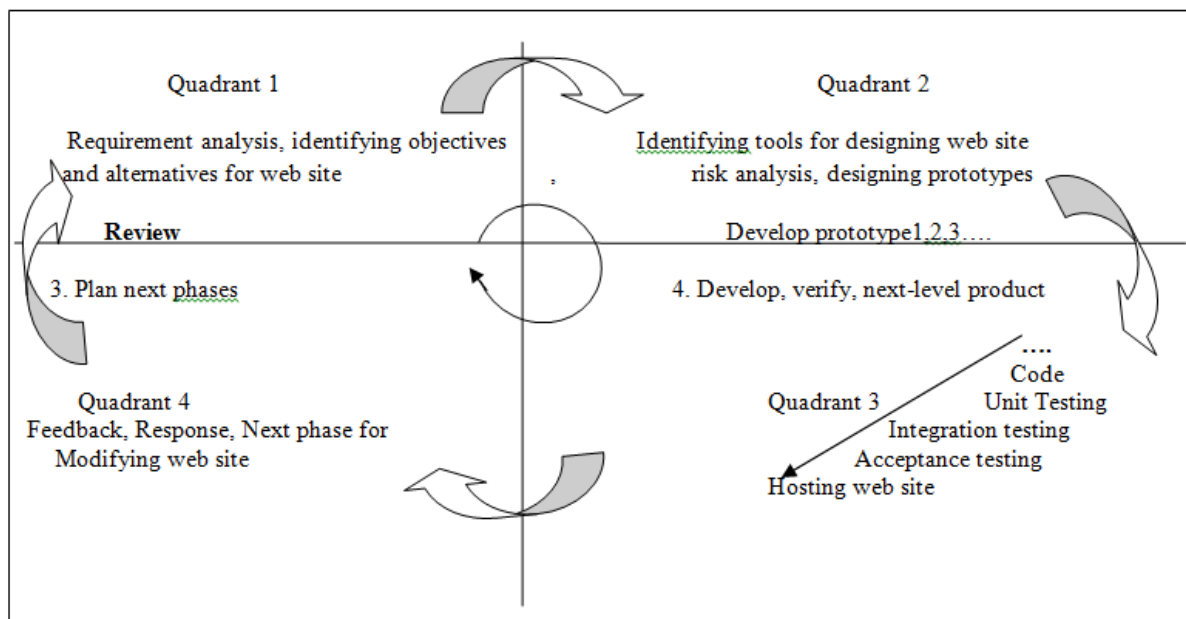 Quadrant 1
Requirement analysis, identifying objectives
and alternatives for web site
Review
Quadrant 2
Identifying tools for designing web site
,
risk analysis, designing prototypes
Develop prototype1,2,3….
3. Plan next phases
Quadrant 4
Feedback, Response, Next phase for
Modifying web site
4. Develop, verify, next-level product
….
Code
Unit Testing
Quadrant 3
Integration testing
Acceptance testing
Hosting web site